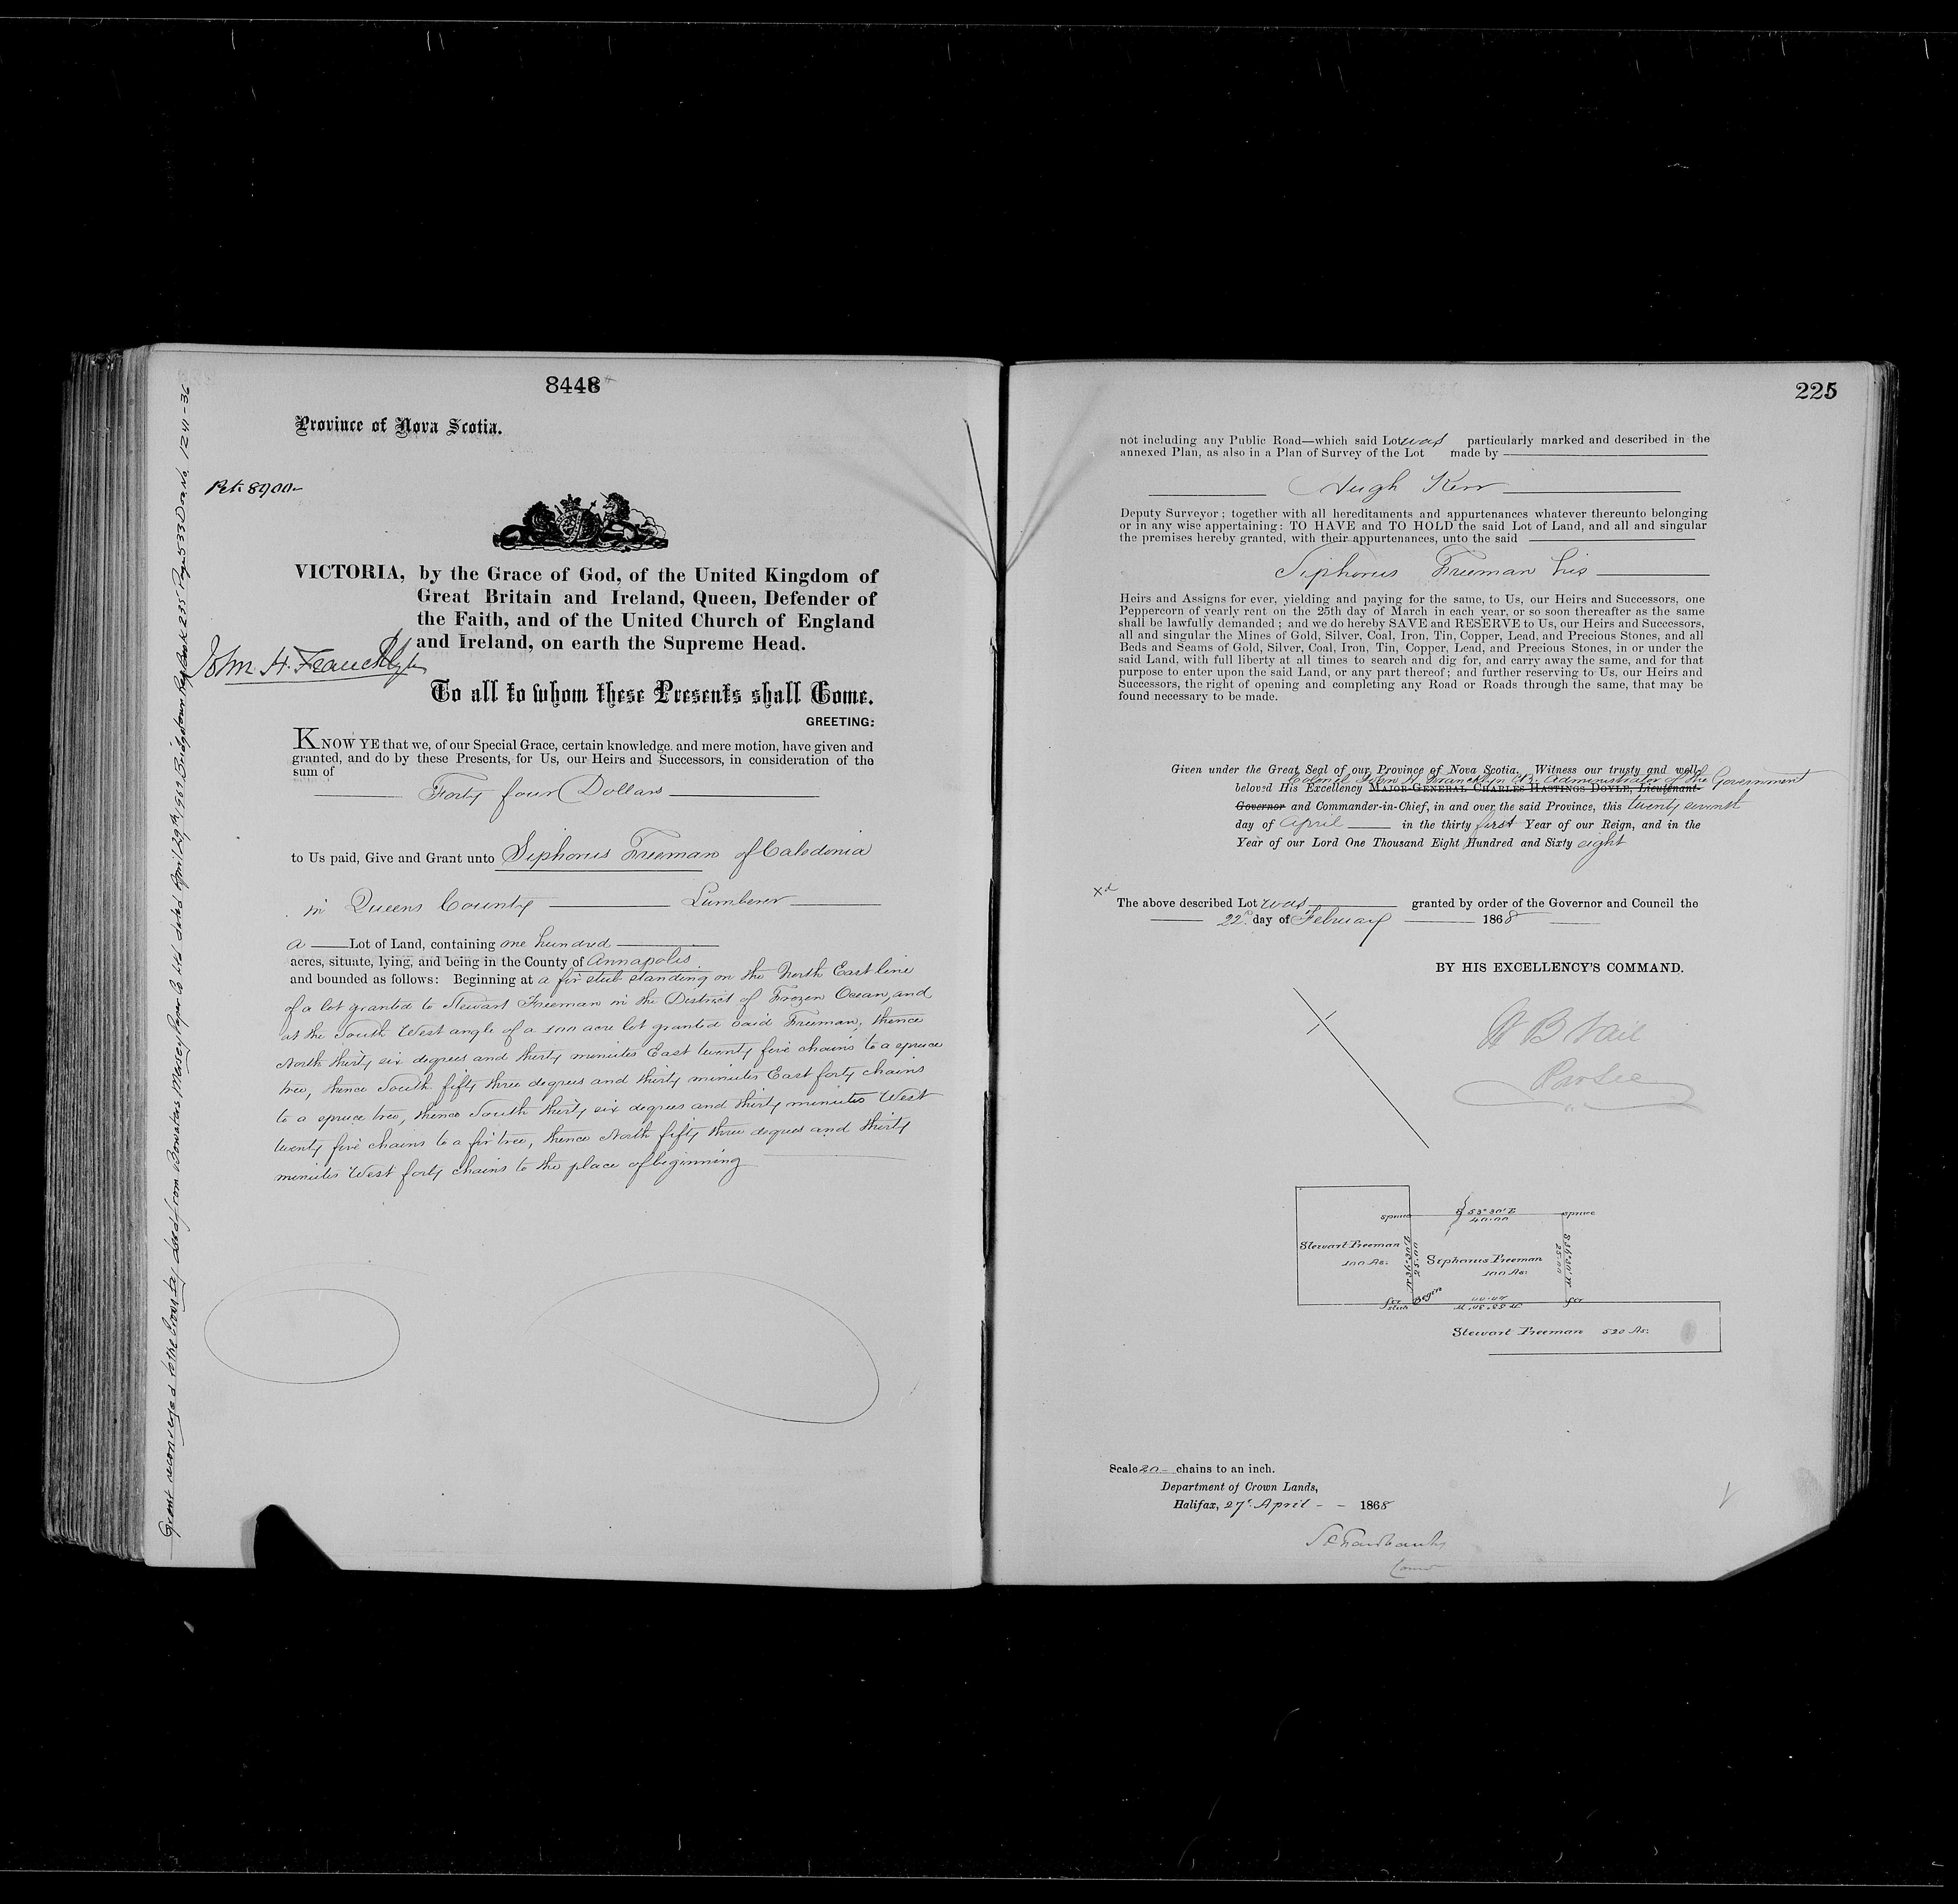 8448
Province of Nova Scotia.
Pet: 8900
VICTORIA, by the Grace of God, of the United Kingdom of
Great Britain and Ireland, Queen, Defender of
the Faith, and of the United Church of England
and Ireland, on earth the Supreme Head.
John H. Francklyn
To all to whom these Presents shall Come.
GREETING:
KNOW YE that we, of our Special Grace, certain knowledge, and mere motion, have given and
granted, and do by these Presents, for Us, our Heirs and Successors, in consideration of the
sum of
Forty four Dollars
to Us paid, Give and Grant unto Siphorus Freeman of Caledonia
in Queens County Lumberer
a Lot of Land, containing one hundred
acres, situate, lying, and being in the County of Annapolis
and bounded as follows: Beginning at a fir stub standing on the North East line
of a lot granted to Stewart Freeman in the District of Frozen Ocean, and
at the South West angle of a 100 acre lot granted said Freeman, thence
North thirty six degrees and thirty minutes East twenty five chains to a spruce
tree, thence South fifty three degrees and thirty minutes East forty chains
to a spruce tree, thence South thirty six degrees and thirty minutes West
twenty five chains to a fir tree, thence North fifty three degrees and thirty
minutes West forty chains to the place of beginning
Grant reconveyed to the Crown by deed from Bowaters Mersey Paper Co Ltd dated April 29th 1962 Bridgetown Reg Book 235 Page 533 Doc No. 1241-36
225
not including any Public Road—which said Lot was particularly marked and described in the
annexed Plan, as also in a Plan of Survey of the Lot made by
Hugh Kerr
Deputy Surveyor; together with all hereditaments and appurtenances whatever thereunto belonging
or in any wise appertaining: TO HAVE and TO HOLD the said Lot of Land, and all and singular
the premises hereby granted, with their appurtenances, unto the said
Siphorus Freeman his
Heirs and Assigns for ever, yielding and paying for the same, to Us, our Heirs and Successors, one
Peppercorn of yearly rent on the 25th day of March in each year, or so soon thereafter as the same
shall be lawfully demanded; and we do hereby SAVE and RESERVE to Us, our Heirs and Successors,
all and singular the Mines of Gold, Silver, Coal, Iron, Tin, Copper, Lead, and Precious Stones, and all
Beds and Seams of Gold, Silver, Coal, Iron, Tin, Copper, Lead, and Precious Stones, in or under the
said Land, with full liberty at all times to search and dig for, and carry away the same, and for that
purpose to enter upon the said Land, or any part thereof; and further reserving to Us, our Heirs and
Successors, the right of opening and completing any Road or Roads through the same, that may be
found necessary to be made.
Given under the Great Seal of our Province of Nova Scotia. Witness our trusty and well
Colonel John H. Francklyn CB. Administrator of the Government
beloved His Excellency MAJOR-GENERAL CHARLES HASTINGS DOYLE, Lieutenant-
Governor and Commander-in-Chief, in and over the said Province, this twenty seventh
day of April in the thirty first Year of our Reign, and in the
Year of our Lord One Thousand Eight Hundred and Sixty eight
Xd
The above described Lot was granted by order of the Governor and Council the
22d day of February 1868
BY HIS EXCELLENCY'S COMMAND.
W B Vail
Pro Sec
spruce
S 53° 30' E
40.00
spruce
Stewart Freeman
100 As:
N 36° 30' E
25.00
Sephorus Freeman
100 As:
S 36° 30' W
25.00
fir
stub
Begin
N 53° 30' W
40.00
fir
Stewart Freeman 520 As:
Scale 20 chains to an inch.
Department of Crown Lands,
Halifax, 27th April 1868
S P Fairbanks
Comr